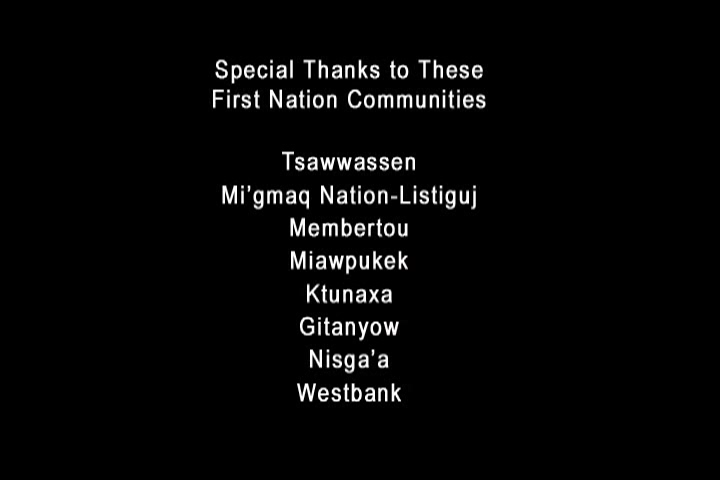 Special Thanks to These
First Nation Communities
Tsawwassen
Mi’gmaq Nation-Listiguj
Membertou
Miawpukek
Ktunaxa
Gitanyow
Nisga’a
Westbank